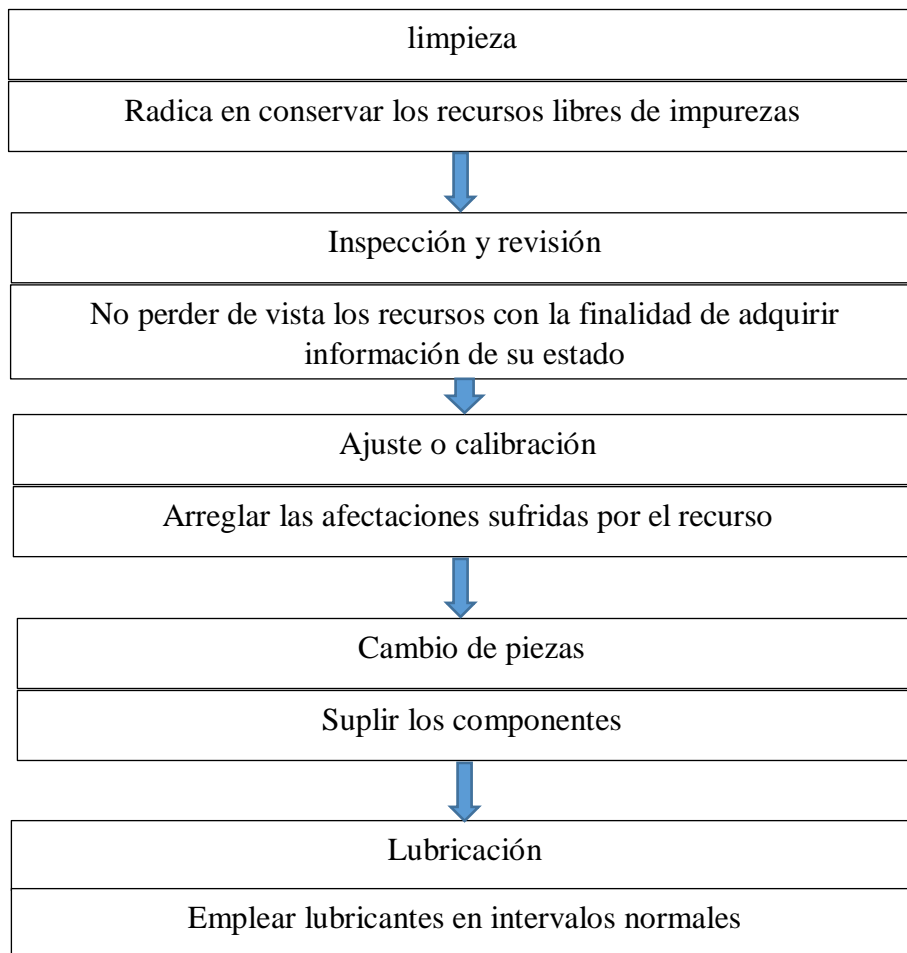 limpieza
Radica en conservar los recursos libres de impurezas
Inspección y revisión
No perder de vista los recursos con la finalidad de adquirir
información de su estado
Ajuste o calibración
Arreglar las afectaciones sufridas por el recurso
Cambio de piezas
Suplir los componentes
Lubricación
Emplear lubricantes en intervalos normales